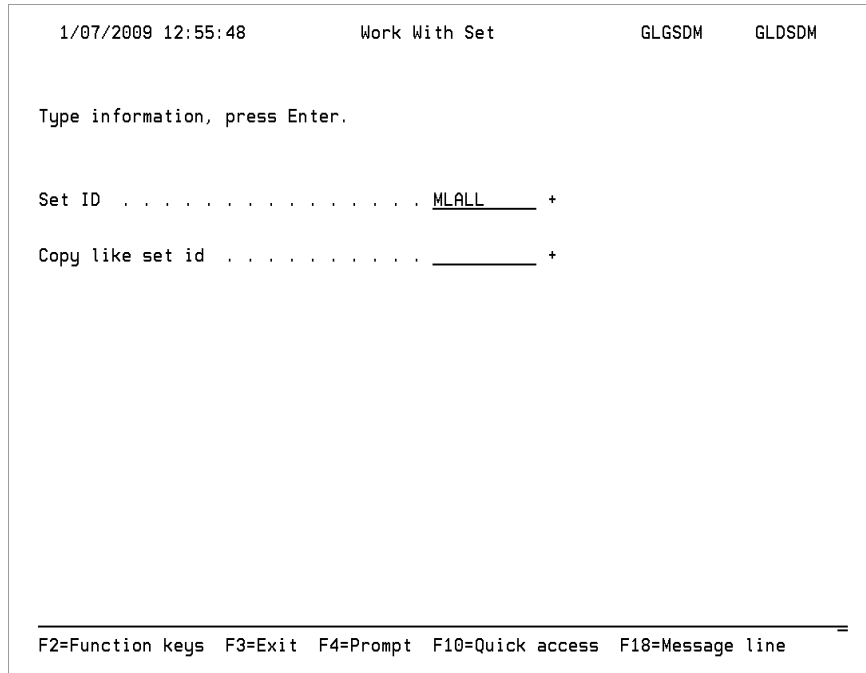 1/07/2009 12:55:48 Work With Set GLGSDM GLDSDM
Type information, press Enter.
Set ID . . . . . . . . . . . . . . . MLALL +
Copy like set id . . . . . . . . . . +
F2=Function keys F3=Exit F4=Prompt F10=Quick access F18=Message line